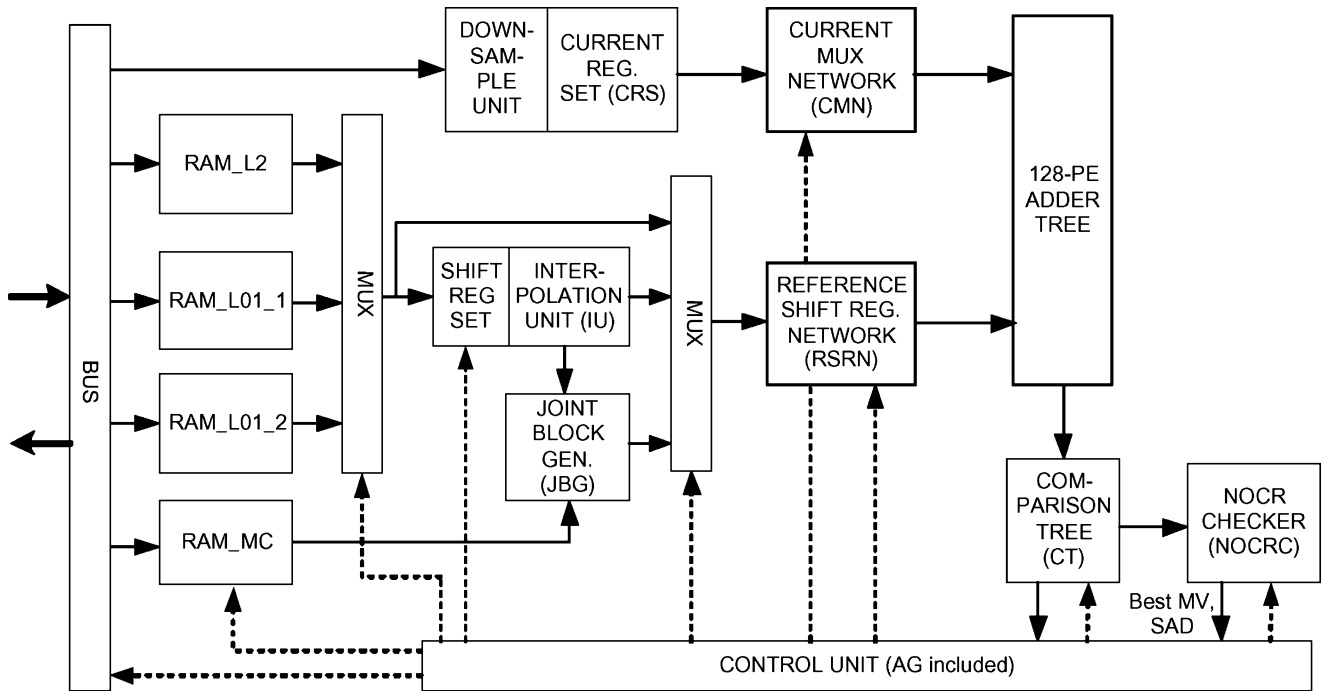 BUS
DOWN-
SAM-
PLE
UNIT
CURRENT
REG.
SET (CRS)
CURRENT
MUX
NETWORK
(CMN)
128-PE
ADDER
TREE
RAM_L2
RAM_L01_1
RAM_L01_2
RAM_MC
MUX
SHIFT
REG
SET
INTER-
POLATION
UNIT (IU)
JOINT
BLOCK
GEN.
(JBG)
MUX
REFERENCE
SHIFT REG.
NETWORK
(RSRN)
COM-
PARISON
TREE
(CT)
NOCR
CHECKER
(NOCRC)
Best MV,
SAD
CONTROL UNIT (AG included)